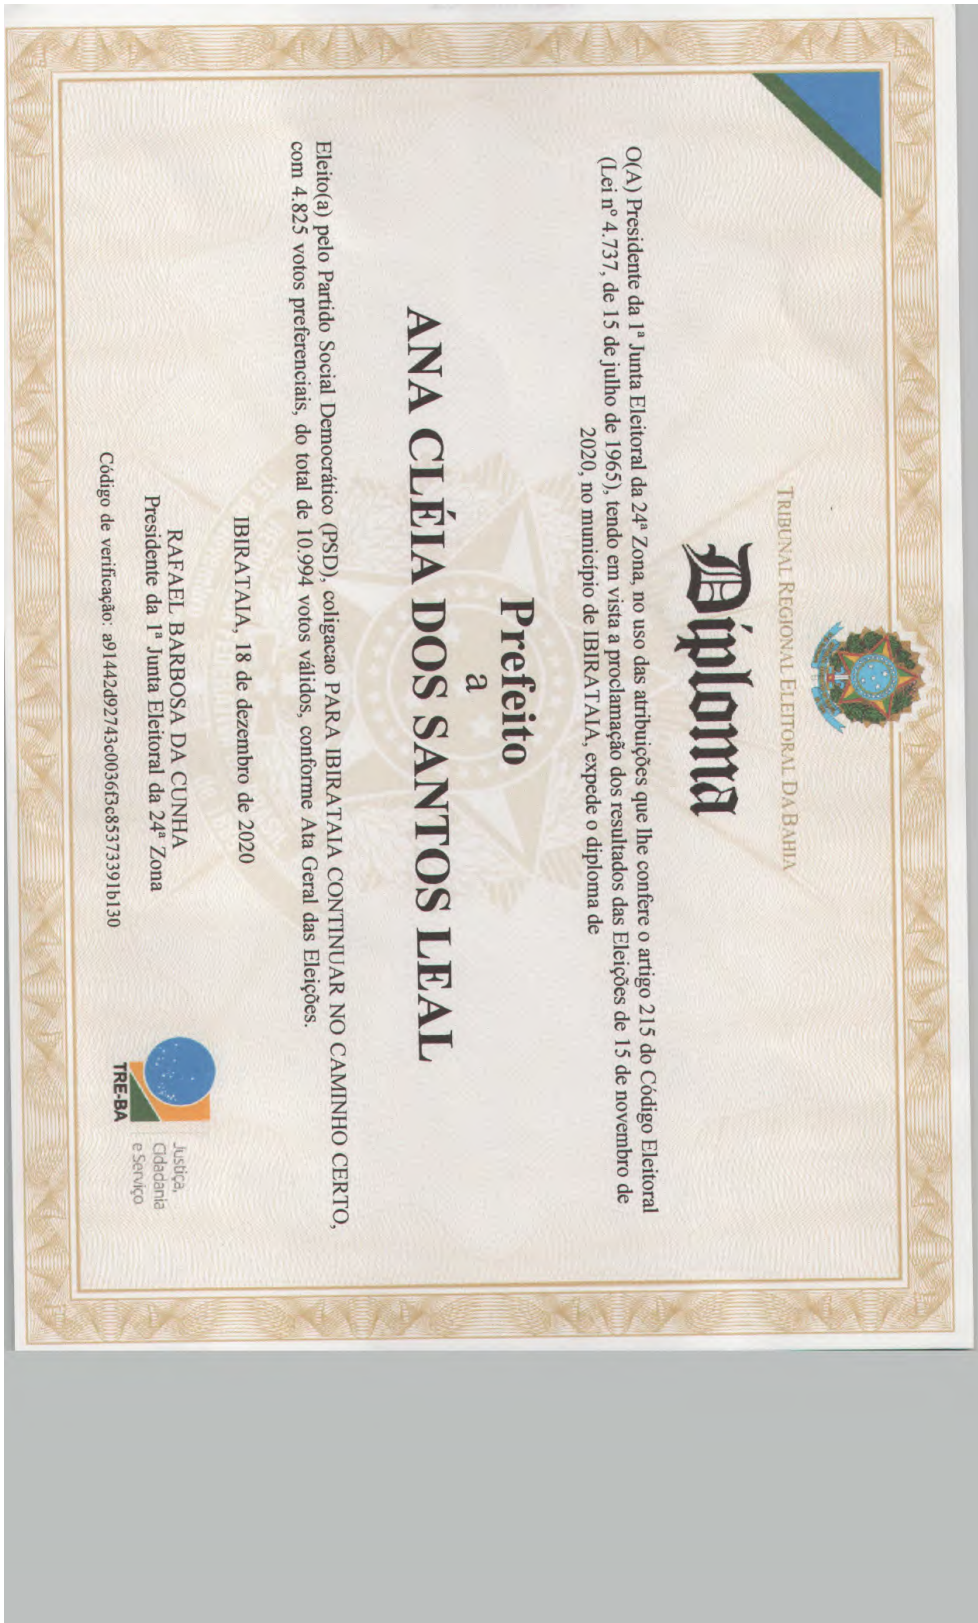 TRIBUNAL REGIONAL ELEITORAL DA BAHIA
Diploma
O(A) Presidente da 1ª Junta Eleitoral da 24ª Zona, no uso das atribuições que lhe confere o artigo 215 do Código Eleitoral
(Lei nº 4.737, de 15 de julho de 1965), tendo em vista a proclamação dos resultados das Eleições de 15 de novembro de
2020, no município de IBIRATAIA, expede o diploma de
Prefeito
a
ANA CLÉIA DOS SANTOS LEAL
Eleito(a) pelo Partido Social Democrático (PSD), coligacao PARA IBIRATAIA CONTINUAR NO CAMINHO CERTO,
com 4.825 votos preferenciais, do total de 10.994 votos válidos, conforme Ata Geral das Eleições.
IBIRATAIA, 18 de dezembro de 2020
RAFAEL BARBOSA DA CUNHA
Presidente da 1ª Junta Eleitoral da 24ª Zona
Código de verificação: a91442d92743c0036f3c85373391b130
TRE-BA
Justiça,
Cidadania
e Serviço